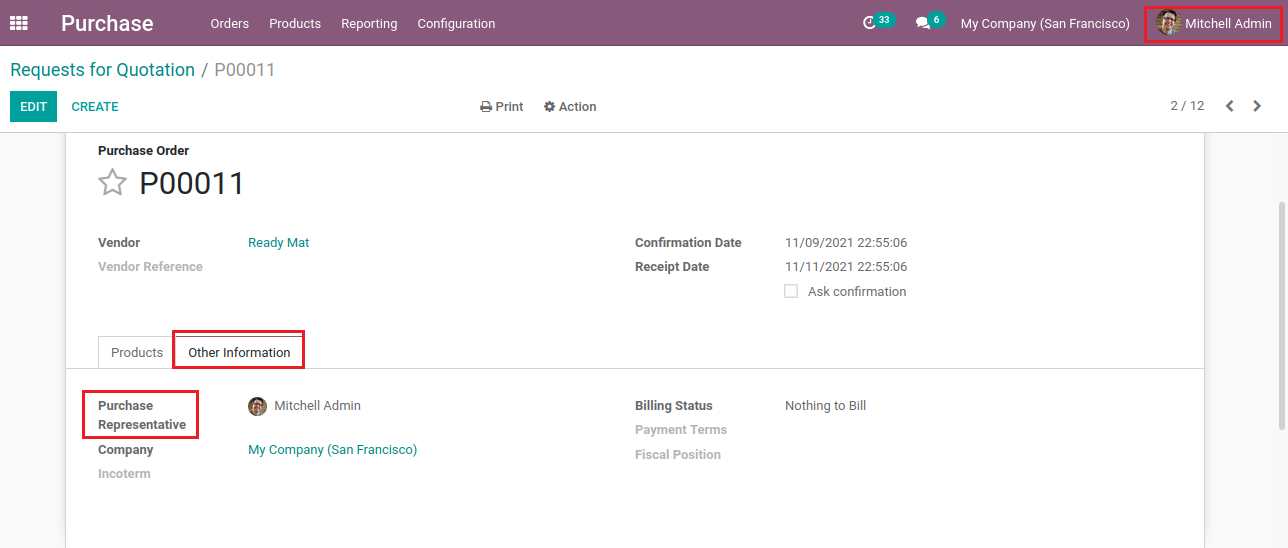 Purchase Orders Products Reporting Configuration 33 6 My Company (San Francisco) Mitchell Admin
Requests for Quotation / P00011
EDIT CREATE Print Action 2 / 12
Purchase Order
P00011
Vendor Ready Mat Confirmation Date 11/09/2021 22:55:06
Vendor Reference Receipt Date 11/11/2021 22:55:06
Ask confirmation
Products Other Information
Purchase Representative Mitchell Admin Billing Status Nothing to Bill
Payment Terms
Company My Company (San Francisco) Fiscal Position
Incoterm